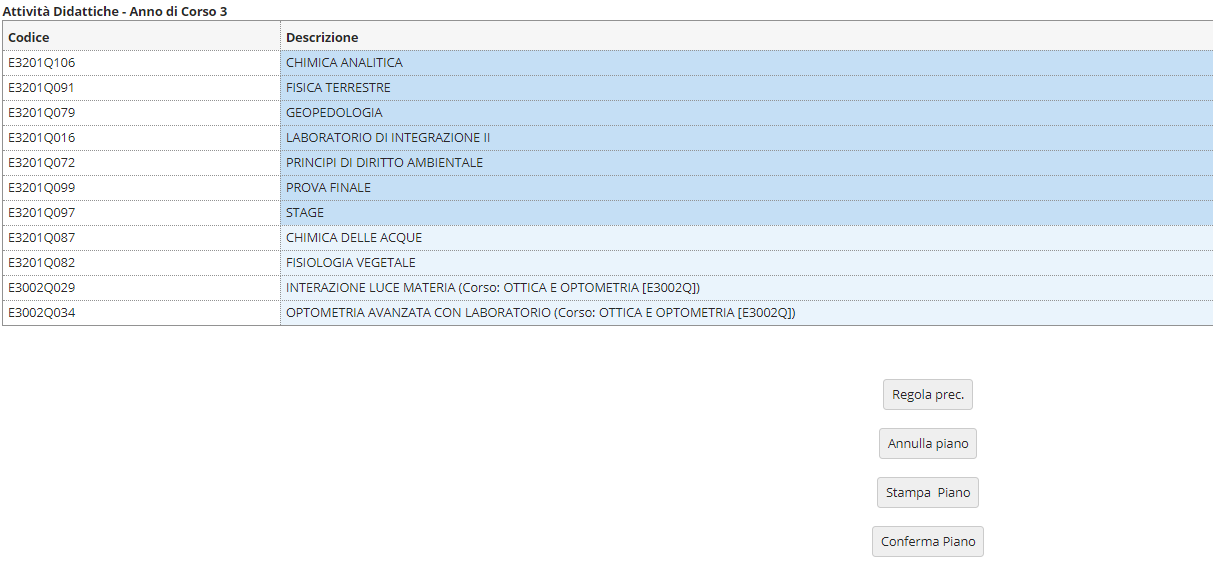 Attività Didattiche - Anno di Corso 3
Codice Descrizione
E3201Q106 CHIMICA ANALITICA
E3201Q091 FISICA TERRESTRE
E3201Q079 GEOPEDOLOGIA
E3201Q016 LABORATORIO DI INTEGRAZIONE II
E3201Q072 PRINCIPI DI DIRITTO AMBIENTALE
E3201Q099 PROVA FINALE
E3201Q097 STAGE
E3201Q087 CHIMICA DELLE ACQUE
E3201Q082 FISIOLOGIA VEGETALE
E3002Q029 INTERAZIONE LUCE MATERIA (Corso: OTTICA E OPTOMETRIA [E3002Q])
E3002Q034 OPTOMETRIA AVANZATA CON LABORATORIO (Corso: OTTICA E OPTOMETRIA [E3002Q])
Regola prec.
Annulla piano
Stampa Piano
Conferma Piano